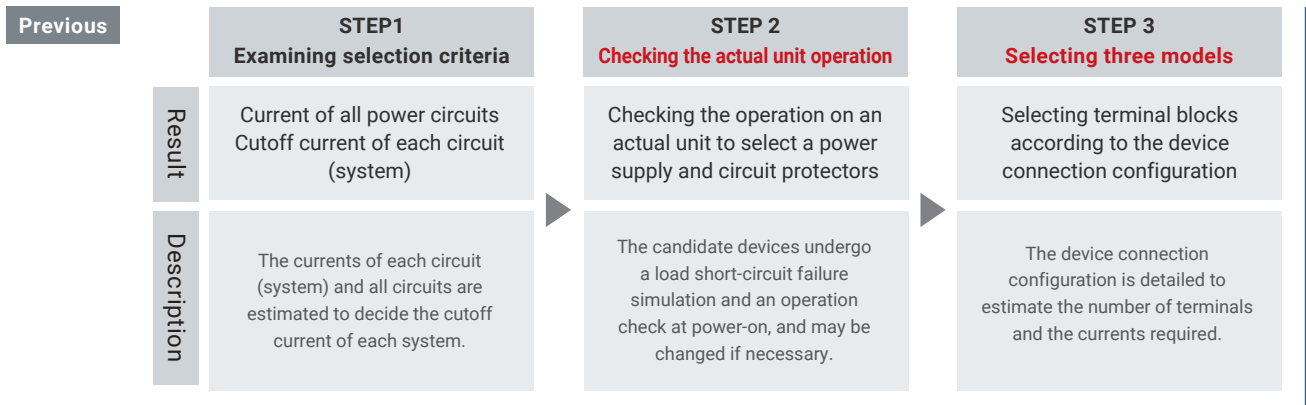 Previous
STEP1
Examining selection criteria
STEP 2
Checking the actual unit operation
STEP 3
Selecting three models
Result
Current of all power circuits
Cutoff current of each circuit
(system)
Checking the operation on an
actual unit to select a power
supply and circuit protectors
Selecting terminal blocks
according to the device
connection configuration
Description
The currents of each circuit
(system) and all circuits are
estimated to decide the cutoff
current of each system.
The candidate devices undergo
a load short-circuit failure
simulation and an operation
check at power-on, and may be
changed if necessary.
The device connection
configuration is detailed to
estimate the number of terminals
and the currents required.